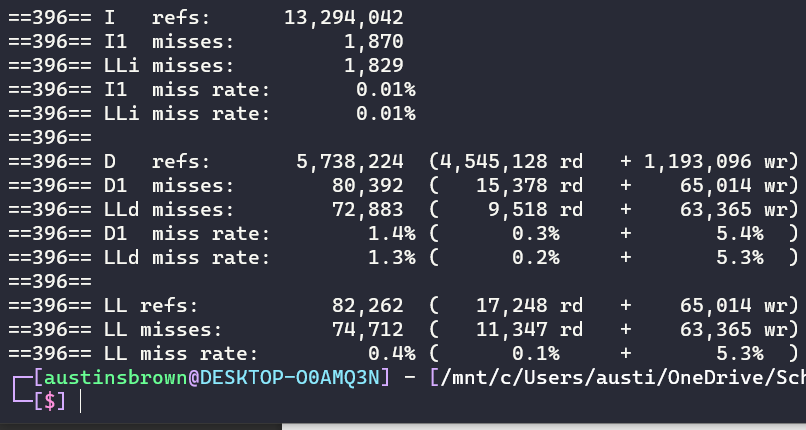 ==396== I   refs:      13,294,042
==396== I1  misses:         1,870
==396== LLi misses:         1,829
==396== I1  miss rate:       0.01%
==396== LLi miss rate:       0.01%
==396==
==396== D   refs:       5,738,224  (4,545,128 rd   + 1,193,096 wr)
==396== D1  misses:        80,392  (   15,378 rd   +    65,014 wr)
==396== LLd misses:        72,883  (    9,518 rd   +    63,365 wr)
==396== D1  miss rate:        1.4% (      0.3%     +       5.4%  )
==396== LLd miss rate:        1.3% (      0.2%     +       5.3%  )
==396==
==396== LL refs:           82,262  (   17,248 rd   +    65,014 wr)
==396== LL misses:         74,712  (   11,347 rd   +    63,365 wr)
==396== LL miss rate:         0.4% (      0.1%     +       5.3%  )
┌─[austinsbrown@DESKTOP-O0AMQ3N] - [/mnt/c/Users/austi/OneDrive/Sch
└─[$]